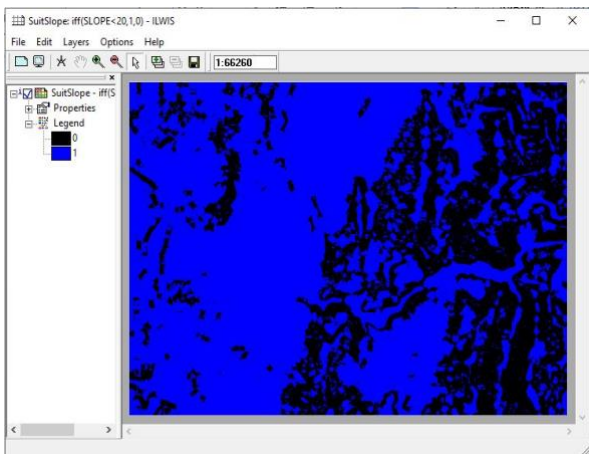 SuitSlope: iff(SLOPE<20,1,0) - ILWIS
File Edit Layers Options Help
1:66260
SuitSlope - iff(S
Properties
Legend
0
1